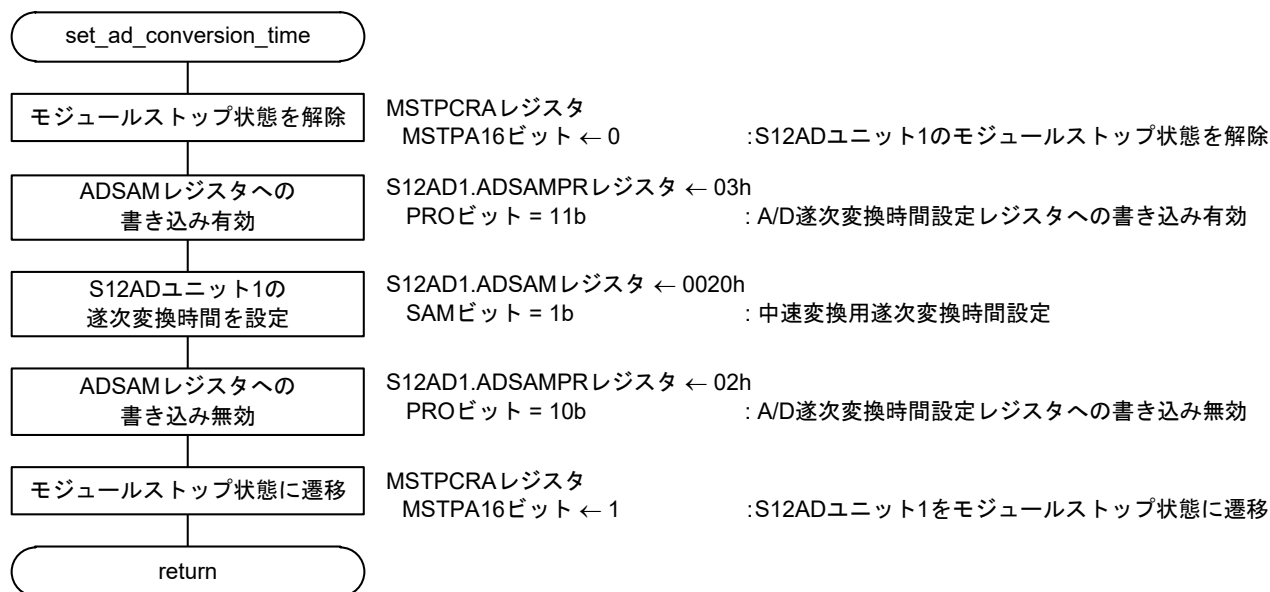 set_ad_conversion_time
モジュールストップ状態を解除
MSTPCRAレジスタ
MSTPA16ビット ← 0 :S12ADユニット1のモジュールストップ状態を解除
ADSAMレジスタへの
書き込み有効
S12AD1.ADSAMPRレジスタ ← 03h
PROビット = 11b : A/D逐次変換時間設定レジスタへの書き込み有効
S12ADユニット1の
遂次変換時間を設定
S12AD1.ADSAMレジスタ ← 0020h
SAMビット = 1b : 中速変換用逐次変換時間設定
ADSAMレジスタへの
書き込み無効
S12AD1.ADSAMPRレジスタ ← 02h
PROビット = 10b : A/D逐次変換時間設定レジスタへの書き込み無効
モジュールストップ状態に遷移
MSTPCRAレジスタ
MSTPA16ビット ← 1 :S12ADユニット1をモジュールストップ状態に遷移
return